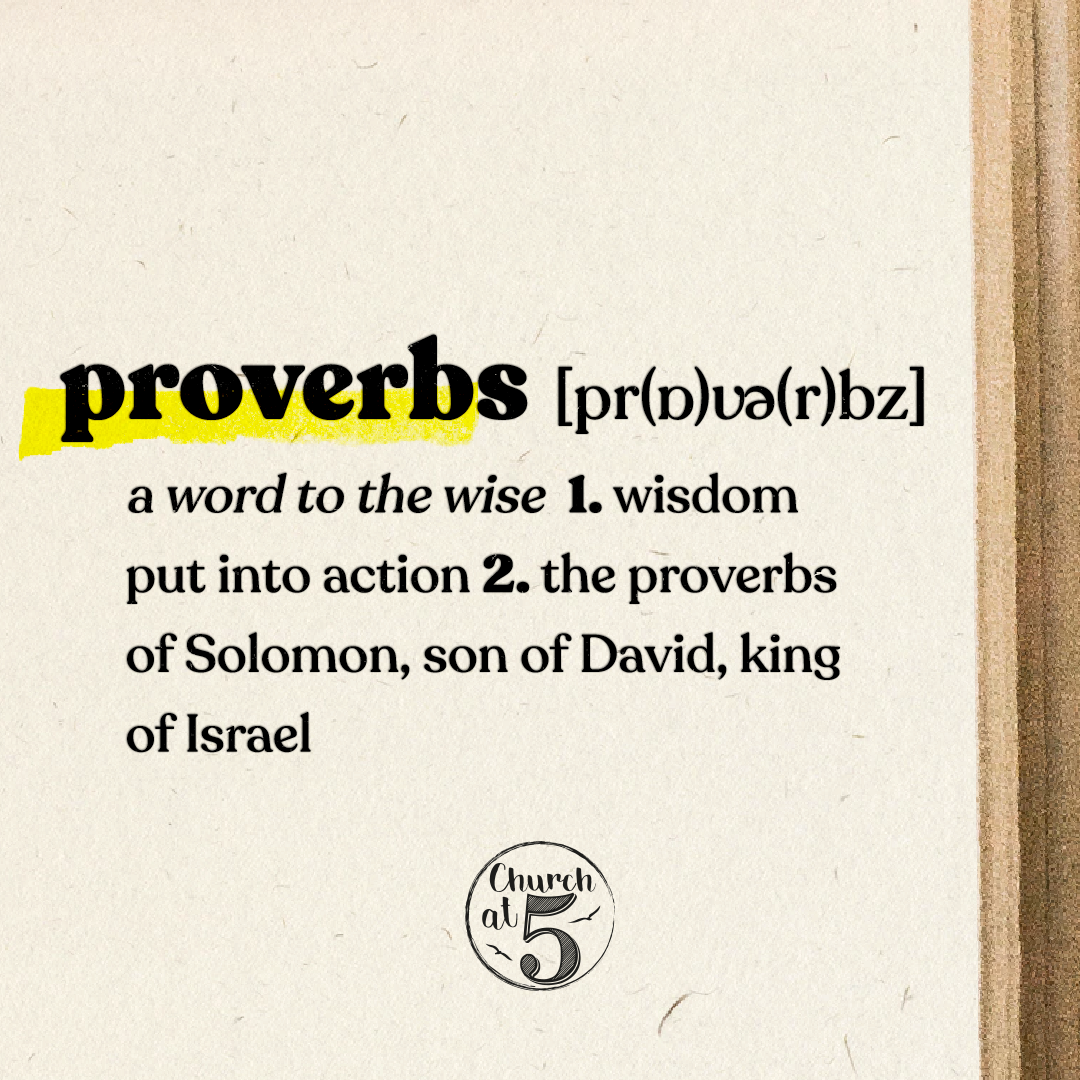 proverbs [pr(ɒ)ʋə(r)bz]
a word to the wise 1. wisdom
put into action 2. the proverbs
of Solomon, son of David, king
of Israel
Church
at 5